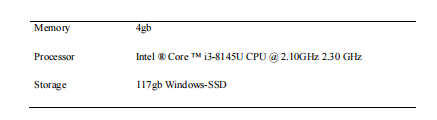 Memory 4gb
Processor Intel ® Core ™ i3-8145U CPU @ 2.10GHz 2.30 GHz
Storage 117gb Windows-SSD